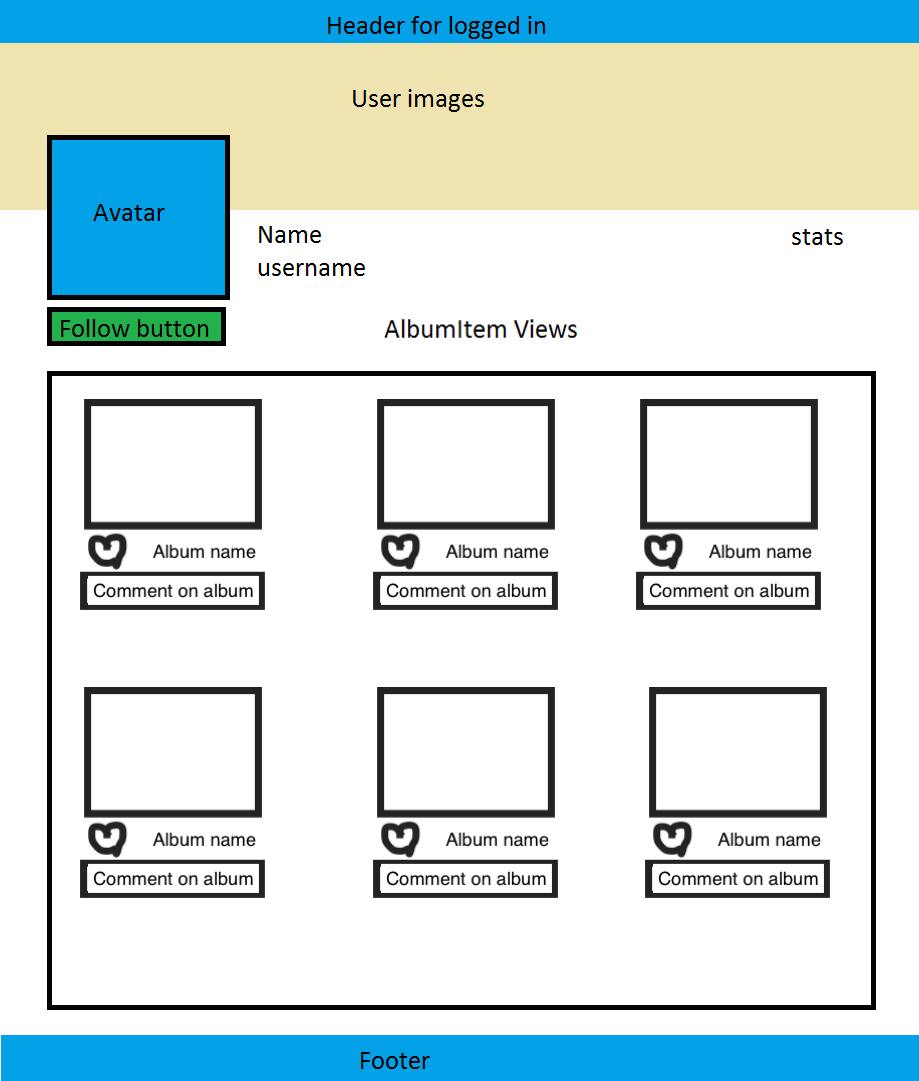 Header for logged in
User images
Avatar
Name
stats
username
Follow button
AlbumItem Views
Album name
Album name
Album name
Comment on album
Comment on album
Comment on album
Album name
Album name
Album name
Comment on album
Comment on album
Comment on album
Footer